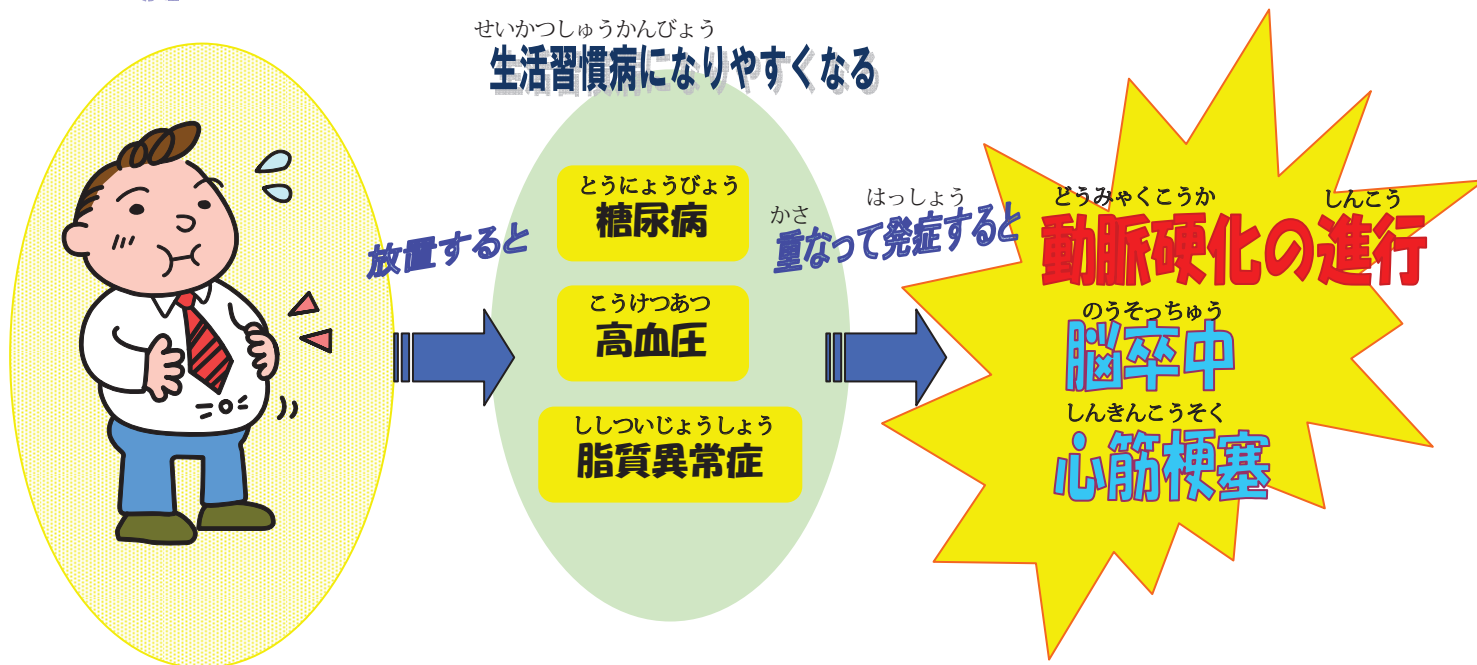 せいかつしゅうかんびょう
生活習慣病になりやすくなる
放置すると
とうにょうびょう
糖尿病
こうけつあつ
高血圧
ししついじょうしょう
脂質異常症
かさ はっしょう
重なって発症すると
どうみゃくこうか しんこう
動脈硬化の進行
のうそっちゅう
脳卒中
しんきんこうそく
心筋梗塞